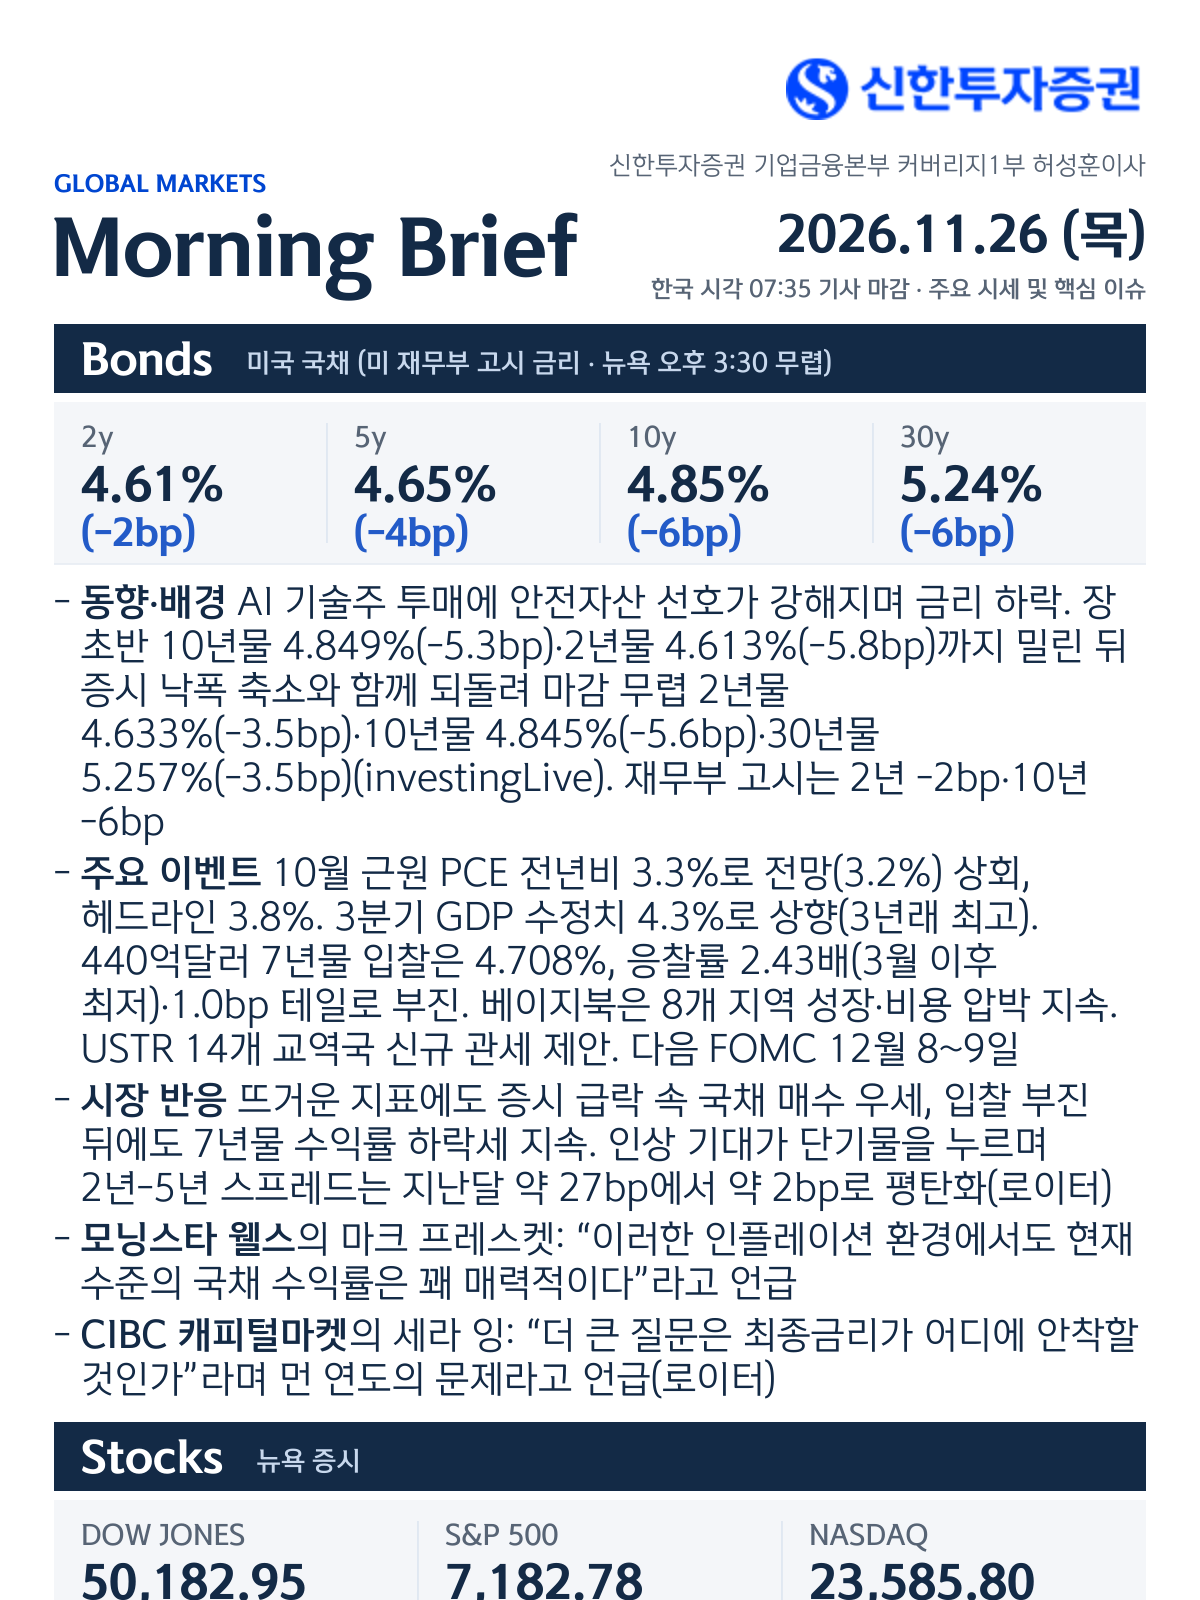 신한투자증권
신한투자증권 기업금융본부 커버리지1부 허성훈이사
GLOBAL MARKETS
Morning Brief
2026.11.26 (목)
한국 시각 07:35 기사 마감 · 주요 시세 및 핵심 이슈
Bonds 미국 국채 (미 재무부 고시 금리 · 뉴욕 오후 3:30 무렵)
2y 5y 10y 30y
4.61% 4.65% 4.85% 5.24%
(-2bp) (-4bp) (-6bp) (-6bp)
- 동향·배경 AI 기술주 투매에 안전자산 선호가 강해지며 금리 하락. 장
초반 10년물 4.849%(-5.3bp)·2년물 4.613%(-5.8bp)까지 밀린 뒤
증시 낙폭 축소와 함께 되돌려 마감 무렵 2년물
4.633%(-3.5bp)·10년물 4.845%(-5.6bp)·30년물
5.257%(-3.5bp)(investingLive). 재무부 고시는 2년 -2bp·10년
-6bp
- 주요 이벤트 10월 근원 PCE 전년비 3.3%로 전망(3.2%) 상회,
헤드라인 3.8%. 3분기 GDP 수정치 4.3%로 상향(3년래 최고).
440억달러 7년물 입찰은 4.708%, 응찰률 2.43배(3월 이후
최저)·1.0bp 테일로 부진. 베이지북은 8개 지역 성장·비용 압박 지속.
USTR 14개 교역국 신규 관세 제안. 다음 FOMC 12월 8~9일
- 시장 반응 뜨거운 지표에도 증시 급락 속 국채 매수 우세, 입찰 부진
뒤에도 7년물 수익률 하락세 지속. 인상 기대가 단기물을 누르며
2년-5년 스프레드는 지난달 약 27bp에서 약 2bp로 평탄화(로이터)
- 모닝스타 웰스의 마크 프레스켓: “이러한 인플레이션 환경에서도 현재
수준의 국채 수익률은 꽤 매력적이다”라고 언급
- CIBC 캐피털마켓의 세라 잉: “더 큰 질문은 최종금리가 어디에 안착할
것인가”라며 먼 연도의 문제라고 언급(로이터)
Stocks 뉴욕 증시
DOW JONES S&P 500 NASDAQ
50,182.95 7,182.78 23,585.80